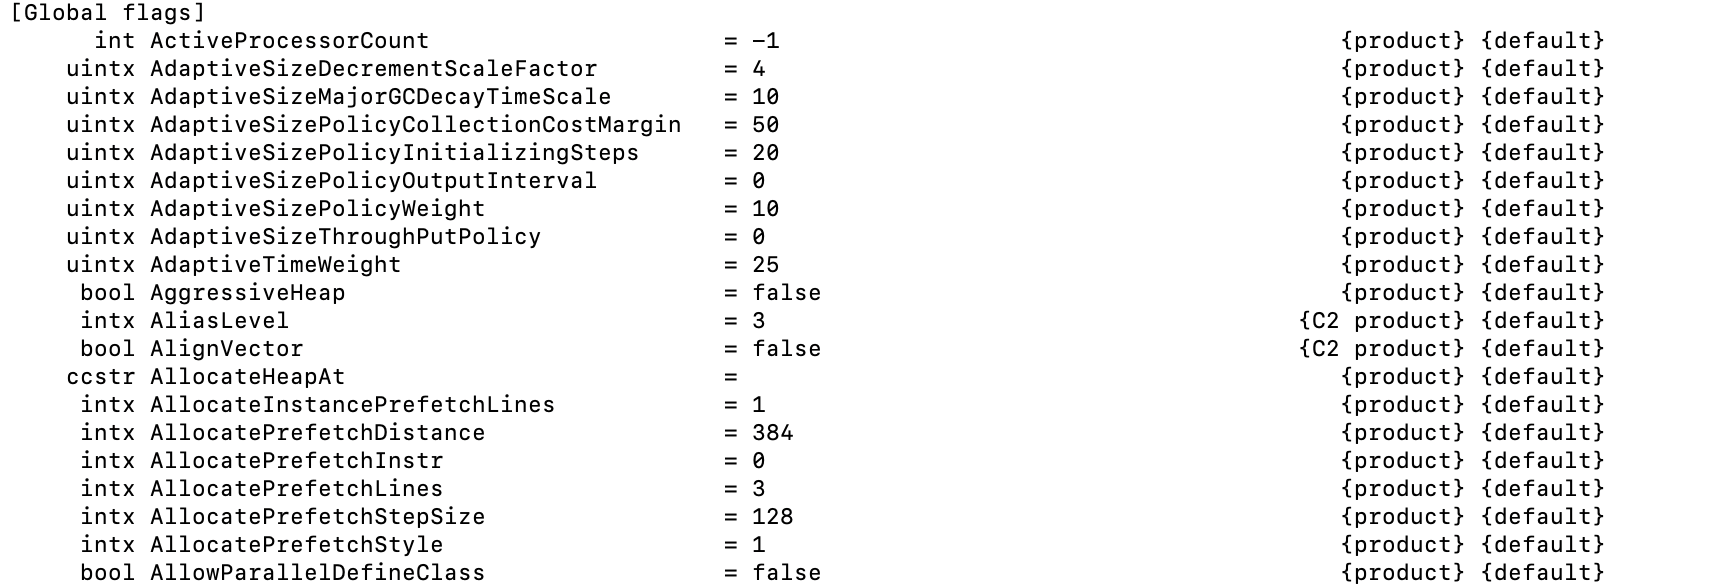 [Global flags]
int ActiveProcessorCount = -1 {product} {default}
uintx AdaptiveSizeDecrementScaleFactor = 4 {product} {default}
uintx AdaptiveSizeMajorGCDecayTimeScale = 10 {product} {default}
uintx AdaptiveSizePolicyCollectionCostMargin = 50 {product} {default}
uintx AdaptiveSizePolicyInitializingSteps = 20 {product} {default}
uintx AdaptiveSizePolicyOutputInterval = 0 {product} {default}
uintx AdaptiveSizePolicyWeight = 10 {product} {default}
uintx AdaptiveSizeThroughPutPolicy = 0 {product} {default}
uintx AdaptiveTimeWeight = 25 {product} {default}
bool AggressiveHeap = false {product} {default}
intx AliasLevel = 3 {C2 product} {default}
bool AlignVector = false {C2 product} {default}
ccstr AllocateHeapAt = {product} {default}
intx AllocateInstancePrefetchLines = 1 {product} {default}
intx AllocatePrefetchDistance = 384 {product} {default}
intx AllocatePrefetchInstr = 0 {product} {default}
intx AllocatePrefetchLines = 3 {product} {default}
intx AllocatePrefetchStepSize = 128 {product} {default}
intx AllocatePrefetchStyle = 1 {product} {default}
bool AllowParallelDefineClass = false {product} {default}